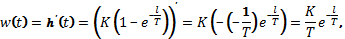 w(t) = h'(t) = (K(1 − e^{−t/T}))' = K(−(−1/T)e^{−t/T}) = K/T e^{−t/T},